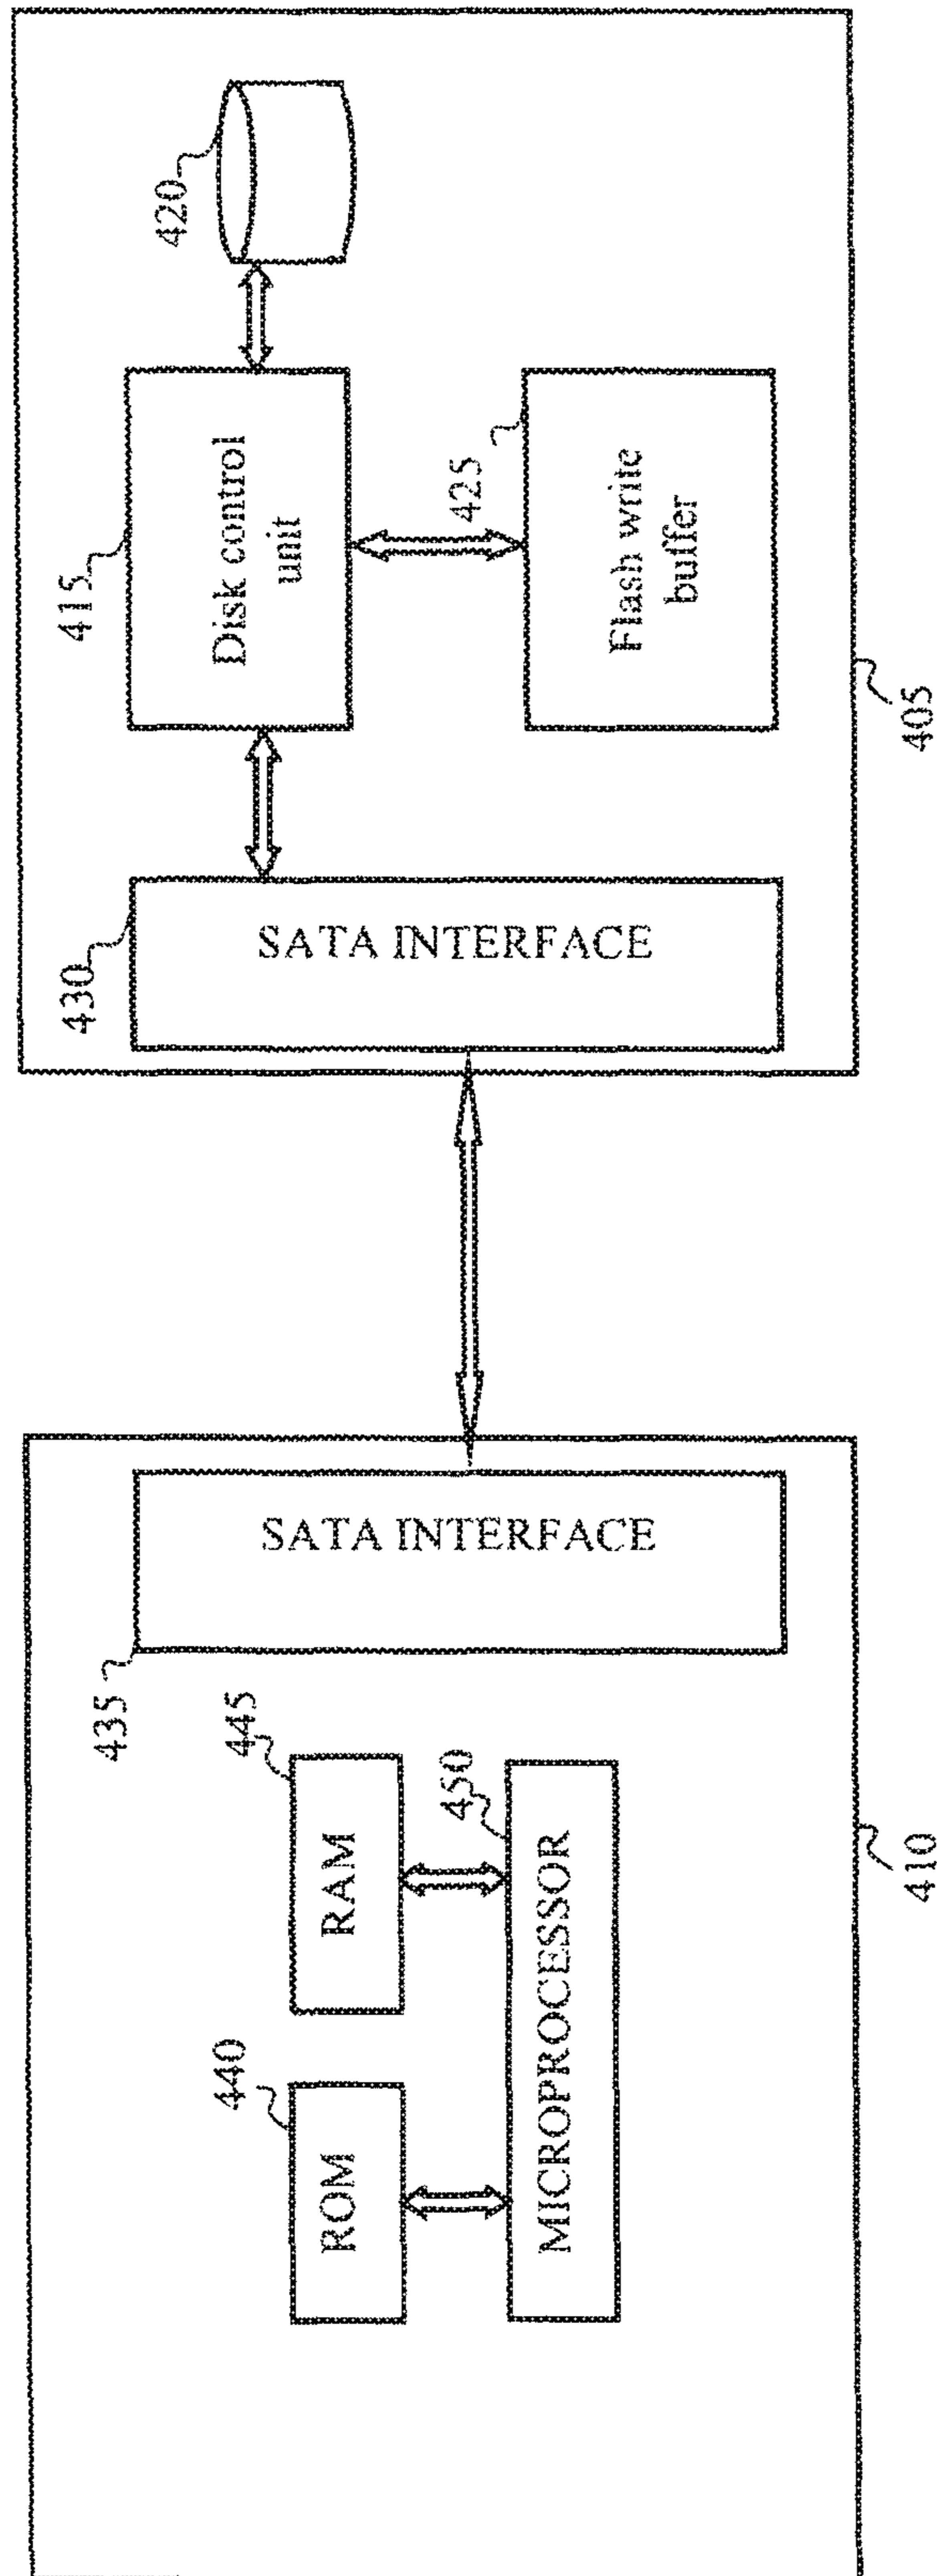 435
SATA INTERFACE
440
ROM
445
RAM
450
MICROPROCESSOR
410
430
SATA INTERFACE
415
Disk control
unit
420
425
Flash write
buffer
405